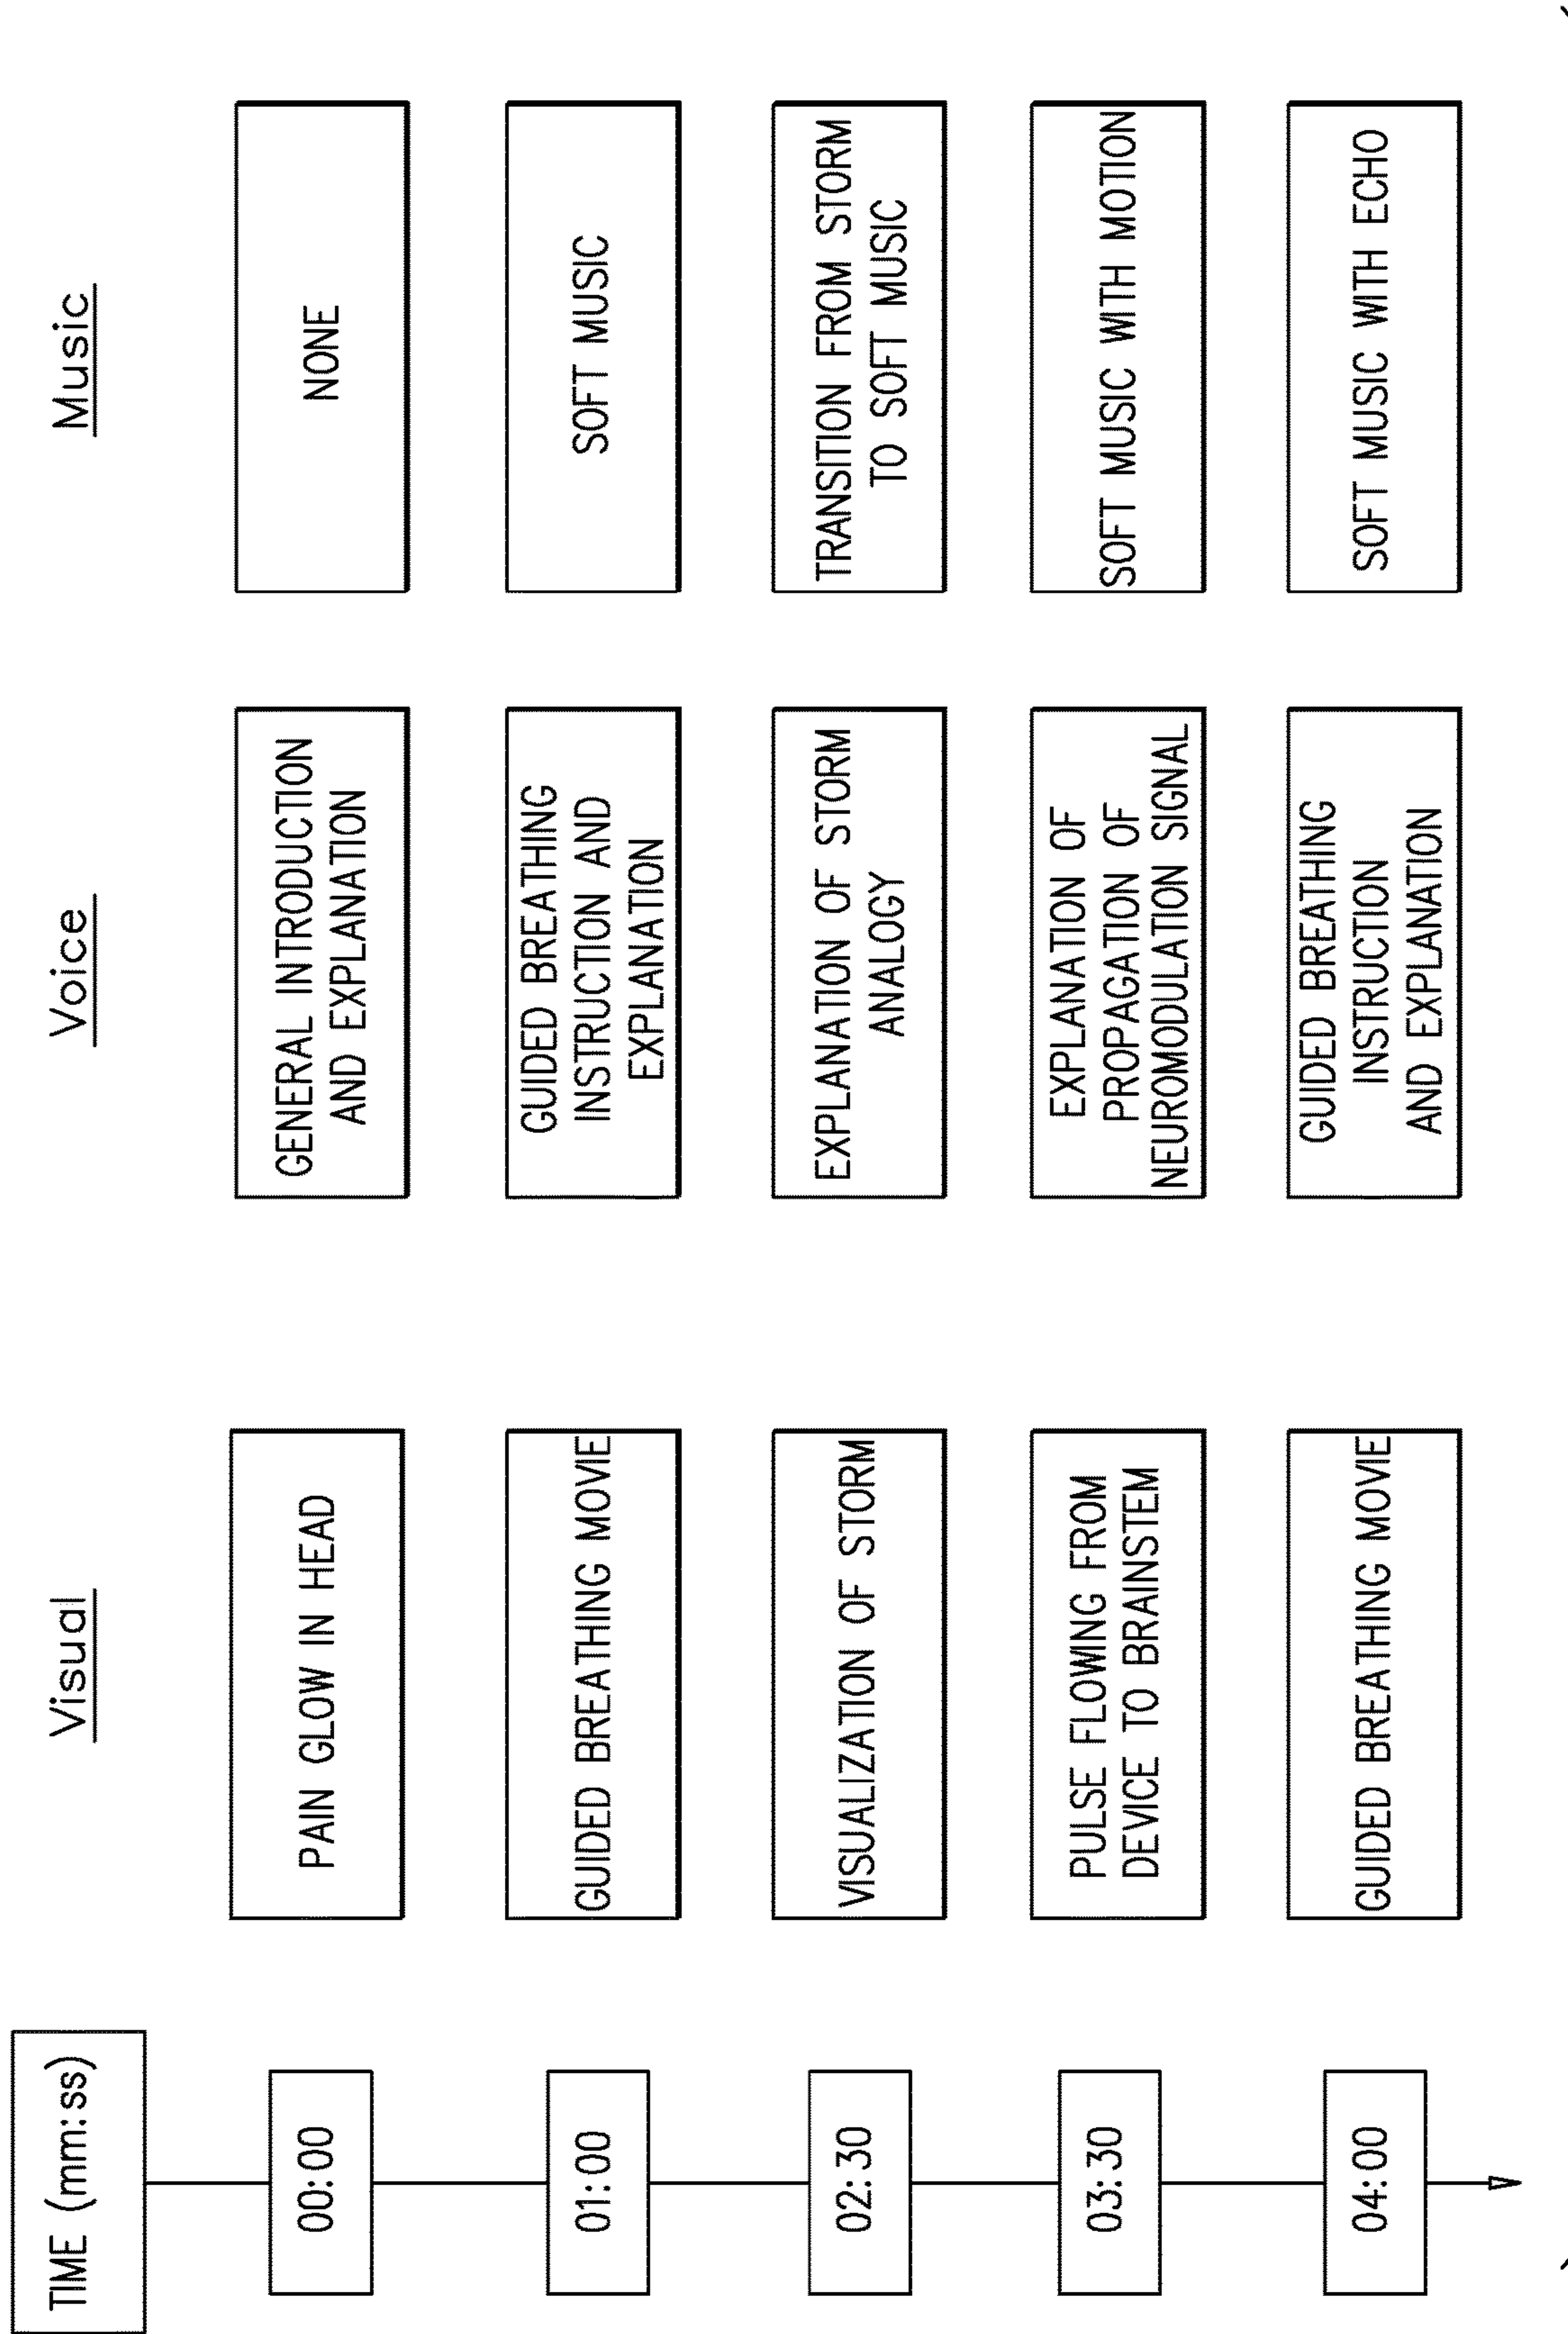 TIME (mm:ss)
Visual
Voice
Music
00:00
PAIN GLOW IN HEAD
GENERAL INTRODUCTION
AND EXPLANATION
NONE
01:00
GUIDED BREATHING MOVIE
GUIDED BREATHING
INSTRUCTION AND
EXPLANATION
SOFT MUSIC
02:30
VISUALIZATION OF STORM
EXPLANATION OF STORM
ANALOGY
TRANSITION FROM STORM
TO SOFT MUSIC
03:30
PULSE FLOWING FROM
DEVICE TO BRAINSTEM
EXPLANATION OF
PROPAGATION OF
NEUROMODULATION SIGNAL
SOFT MUSIC WITH MOTION
04:00
GUIDED BREATHING MOVIE
GUIDED BREATHING
INSTRUCTION
AND EXPLANATION
SOFT MUSIC WITH ECHO